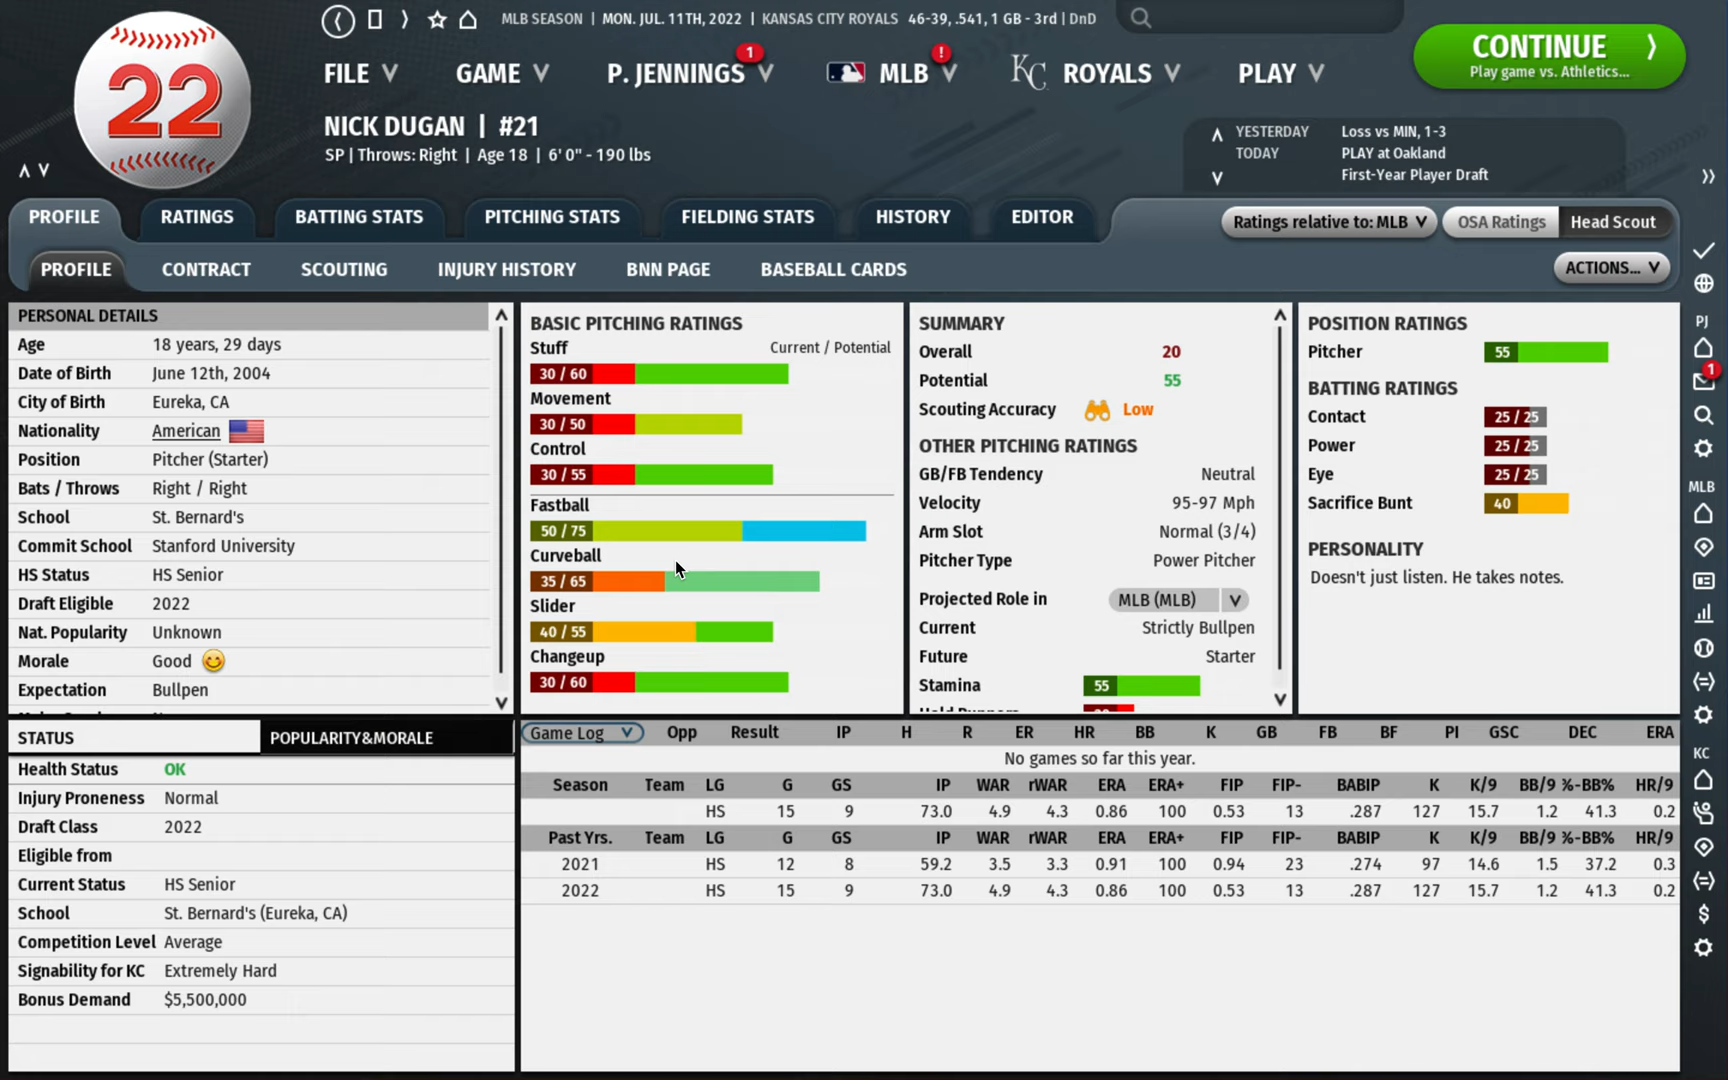 MLB SEASON | MON. JUL. 11TH, 2022 | KANSAS CITY ROYALS 46-39, .541, 1 GB - 3rd | DnD
CONTINUE
Play game vs. Athletics...
22
FILE GAME P. JENNINGS 1 MLB ! KC ROYALS PLAY
NICK DUGAN | #21
SP | Throws: Right | Age 18 | 6' 0" - 190 lbs
YESTERDAY Loss vs MIN, 1-3
TODAY PLAY at Oakland
First-Year Player Draft
PROFILE RATINGS BATTING STATS PITCHING STATS FIELDING STATS HISTORY EDITOR
Ratings relative to: MLB OSA Ratings Head Scout
PROFILE CONTRACT SCOUTING INJURY HISTORY BNN PAGE BASEBALL CARDS
ACTIONS...
PERSONAL DETAILS
Age 18 years, 29 days
Date of Birth June 12th, 2004
City of Birth Eureka, CA
Nationality American
Position Pitcher (Starter)
Bats / Throws Right / Right
School St. Bernard's
Commit School Stanford University
HS Status HS Senior
Draft Eligible 2022
Nat. Popularity Unknown
Morale Good
Expectation Bullpen
BASIC PITCHING RATINGS
Stuff Current / Potential
30 / 60
Movement
30 / 50
Control
30 / 55
Fastball
50 / 75
Curveball
35 / 65
Slider
40 / 55
Changeup
30 / 60
SUMMARY
Overall 20
Potential 55
Scouting Accuracy Low
OTHER PITCHING RATINGS
GB/FB Tendency Neutral
Velocity 95-97 Mph
Arm Slot Normal (3/4)
Pitcher Type Power Pitcher
Projected Role in MLB (MLB)
Current Strictly Bullpen
Future Starter
Stamina 55
POSITION RATINGS
Pitcher 55
BATTING RATINGS
Contact 25 / 25
Power 25 / 25
Eye 25 / 25
Sacrifice Bunt 40
PERSONALITY
Doesn't just listen. He takes notes.
PJ
1
MLB
KC
STATUS POPULARITY&MORALE
Health Status OK
Injury Proneness Normal
Draft Class 2022
Eligible from
Current Status HS Senior
School St. Bernard's (Eureka, CA)
Competition Level Average
Signability for KC Extremely Hard
Bonus Demand $5,500,000
Game Log Opp Result IP H R ER HR BB K GB FB BF PI GSC DEC ERA
No games so far this year.
Season Team LG G GS IP WAR rWAR ERA ERA+ FIP FIP- BABIP K K/9 BB/9 %-BB% HR/9
HS 15 9 73.0 4.9 4.3 0.86 100 0.53 13 .287 127 15.7 1.2 41.3 0.2
Past Yrs. Team LG G GS IP WAR rWAR ERA ERA+ FIP FIP- BABIP K K/9 BB/9 %-BB% HR/9
2021 HS 12 8 59.2 3.5 3.3 0.91 100 0.94 23 .274 97 14.6 1.5 37.2 0.3
2022 HS 15 9 73.0 4.9 4.3 0.86 100 0.53 13 .287 127 15.7 1.2 41.3 0.2